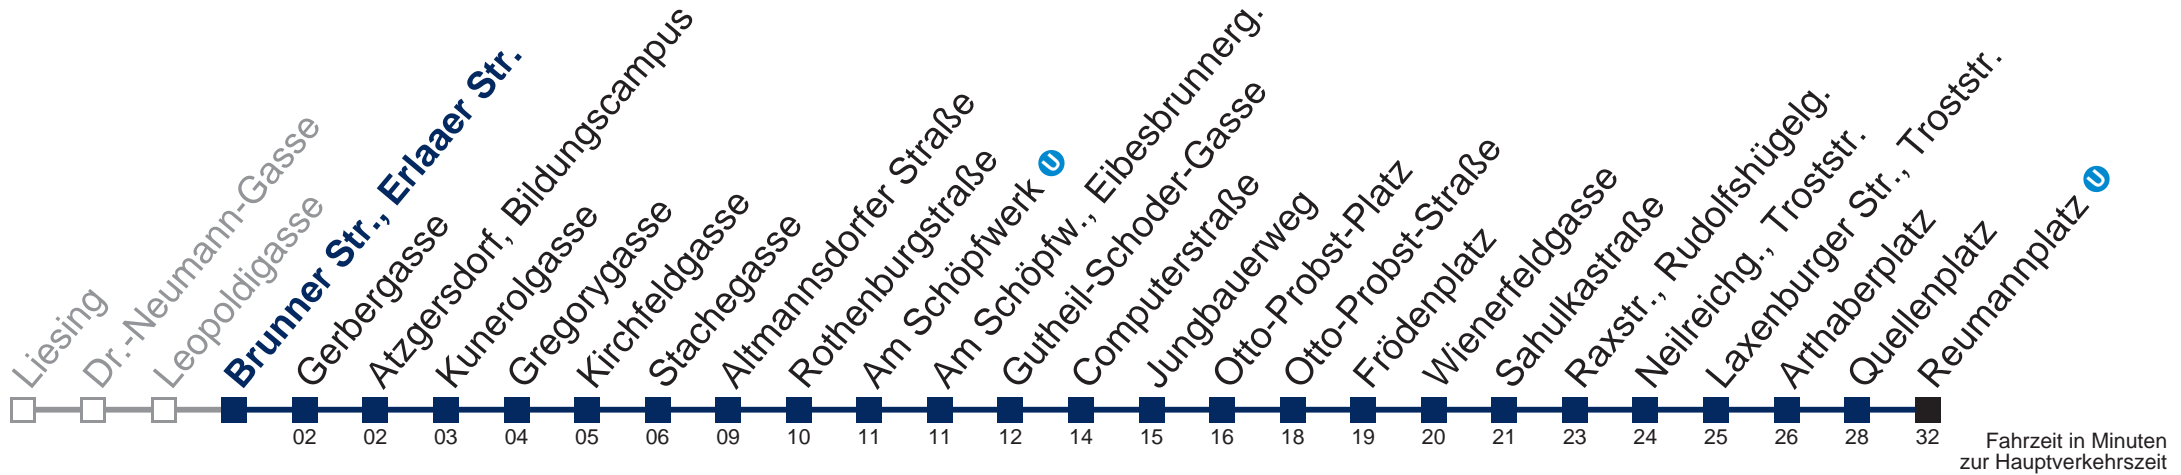 Liesing
Dr.-Neumann-Gasse
Leopoldigasse
Brunner Str., Erlaaer Str.
Gerbergasse
Atzgersdorf, Bildungscampus
Kunerolgasse
Gregorygasse
Kirchfeldgasse
Stachegasse
Altmannsdorfer Straße
Rothenburgstraße
Am Schöpfwerk U
Am Schöpfw., Eibesbrunnerg.
Gutheil-Schoder-Gasse
Computerstraße
Jungbauerweg
Otto-Probst-Platz
Otto-Probst-Straße
Frödenplatz
Wienerfeldgasse
Sahulkastraße
Raxstr., Rudolfshügelg.
Neilreichg., Troststr.
Laxenburger Str., Troststr.
Arthaberplatz
Quellenplatz
Reumannplatz U
02 02 03 04 05 06 09 10 11 11 12 14 15 16 18 19 20 21 23 24 25 26 28 32
Fahrzeit in Minuten
zur Hauptverkehrszeit